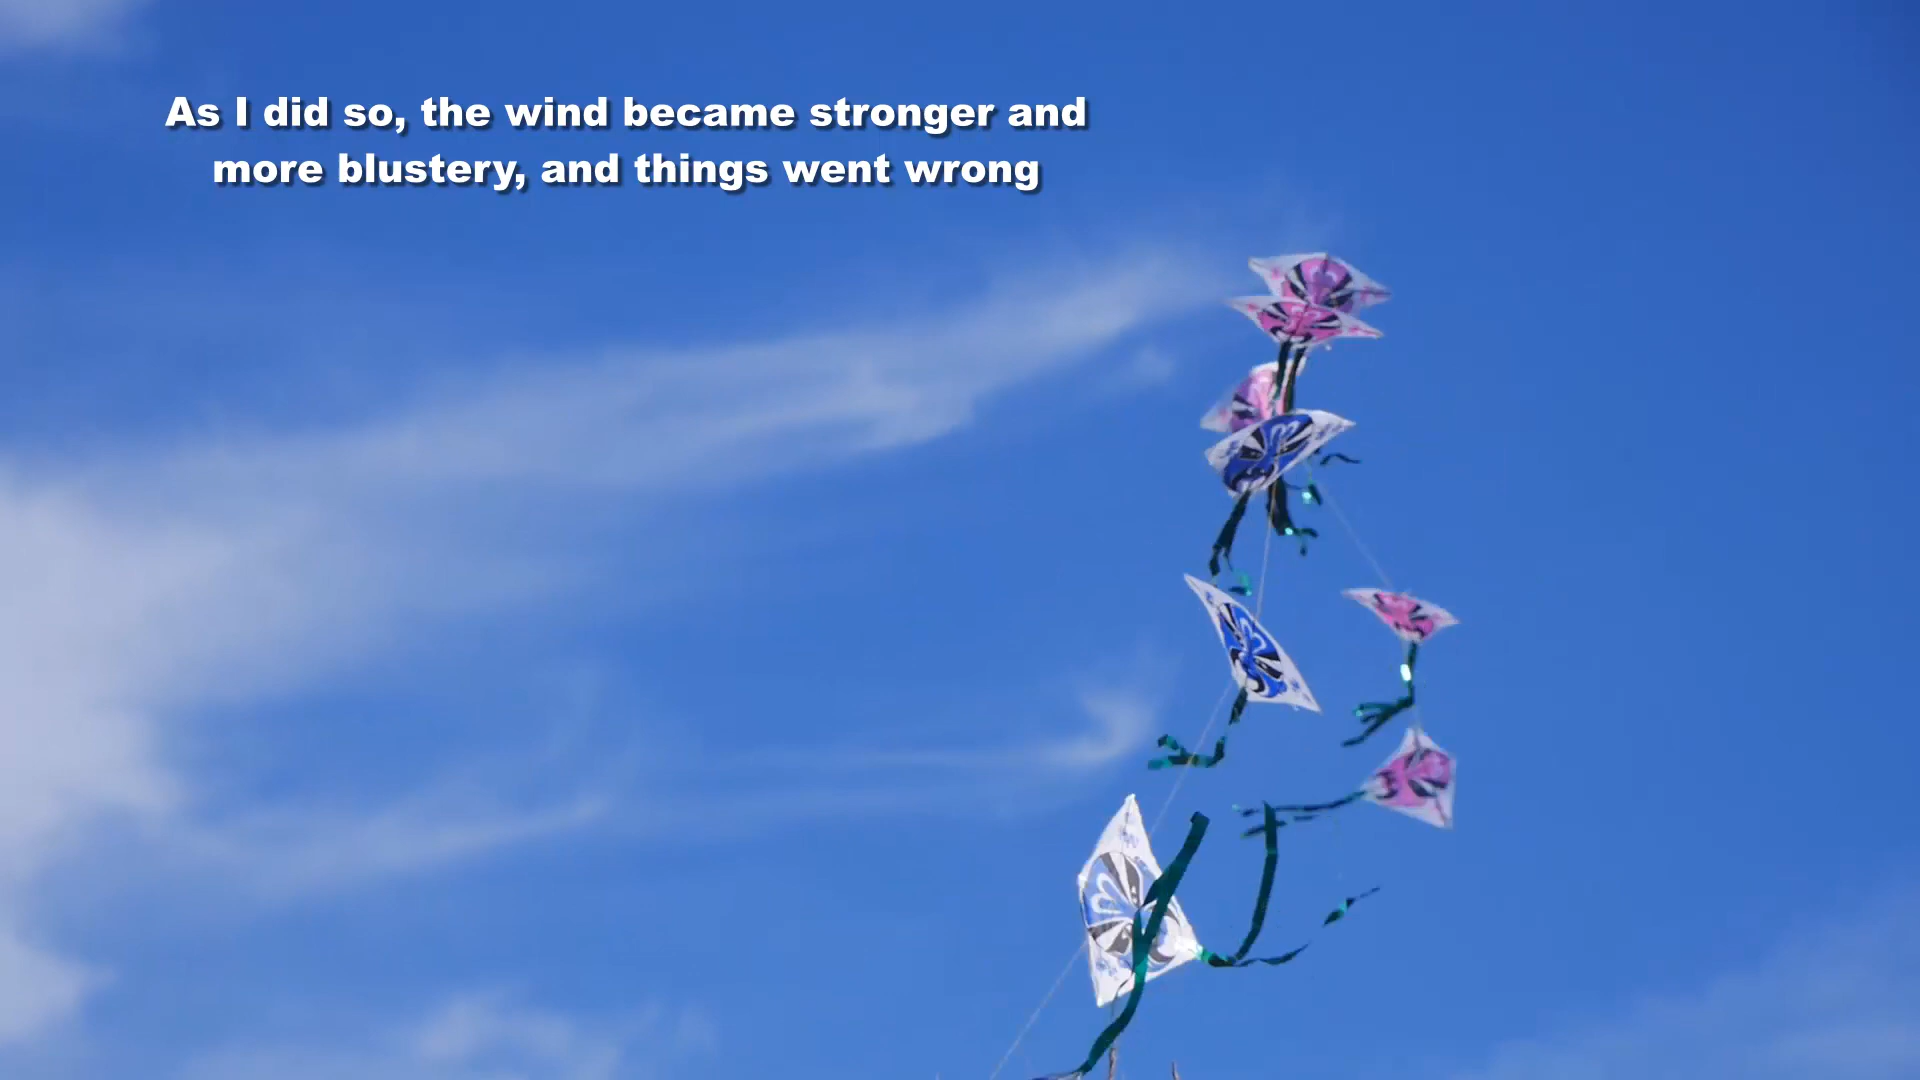 As I did so, the wind became stronger and
more blustery, and things went wrong